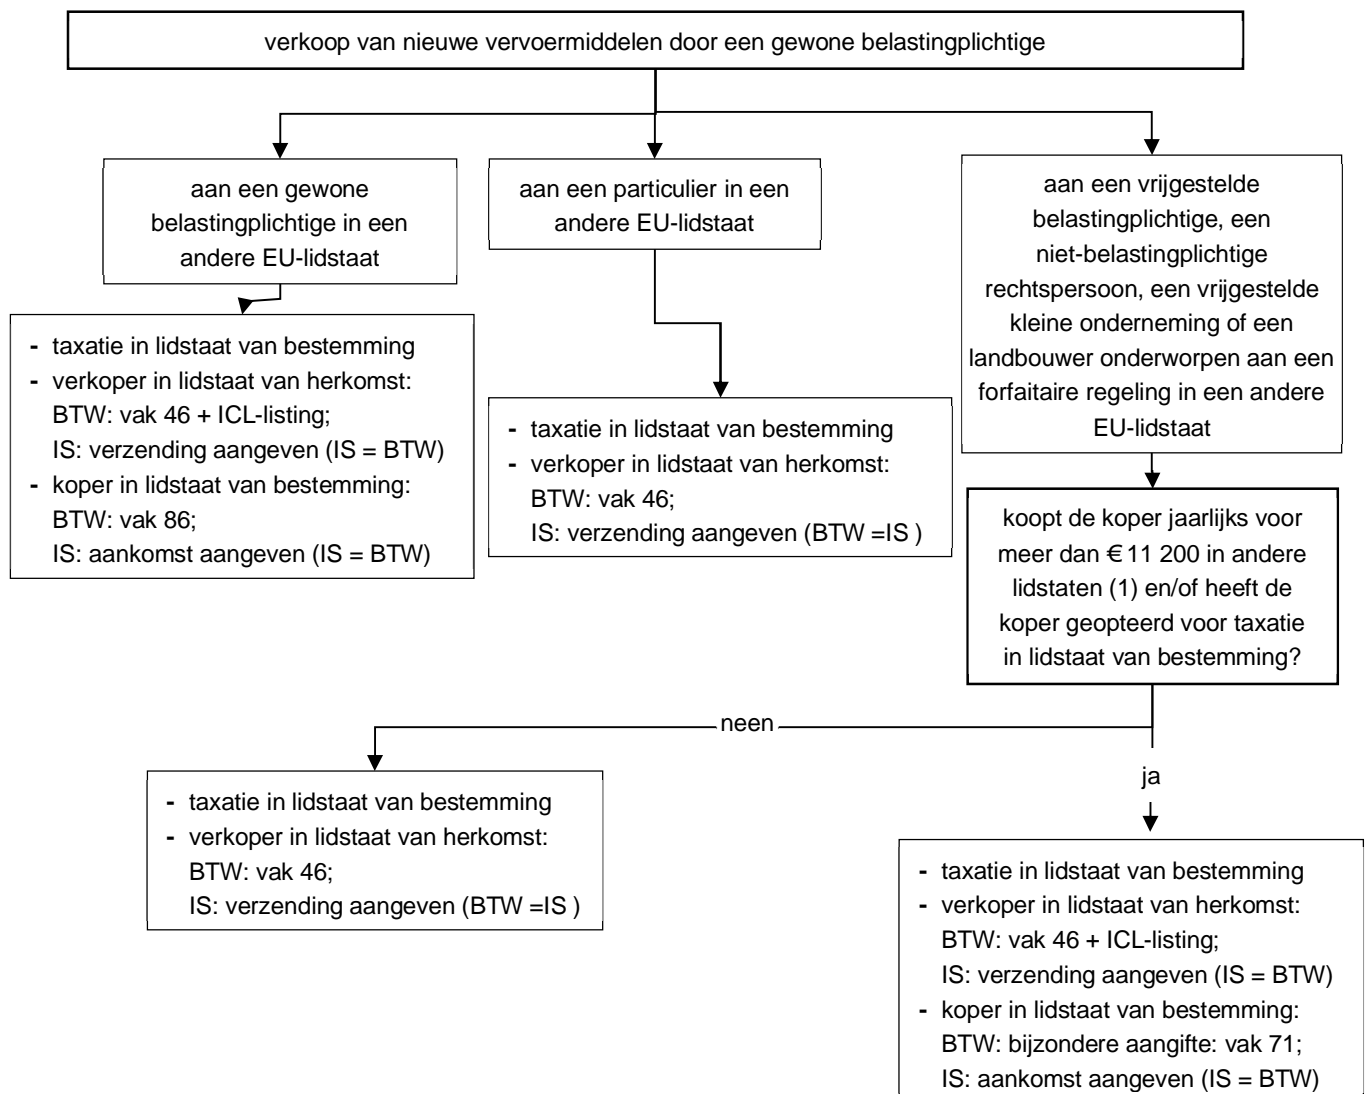 verkoop van nieuwe vervoermiddelen door een gewone belastingplichtige
aan een gewone
belastingplichtige in een
andere EU-lidstaat
aan een particulier in een
andere EU-lidstaat
aan een vrijgestelde
belastingplichtige, een
niet-belastingplichtige
rechtspersoon, een vrijgestelde
kleine onderneming of een
landbouwer onderworpen aan een
forfaitaire regeling in een andere
EU-lidstaat
- taxatie in lidstaat van bestemming
- verkoper in lidstaat van herkomst:
BTW: vak 46 + ICL-listing;
IS: verzending aangeven (IS = BTW)
- koper in lidstaat van bestemming:
BTW: vak 86;
IS: aankomst aangeven (IS = BTW)
- taxatie in lidstaat van bestemming
- verkoper in lidstaat van herkomst:
BTW: vak 46;
IS: verzending aangeven (BTW =IS )
koopt de koper jaarlijks voor
meer dan € 11 200 in andere
lidstaten (1) en/of heeft de
koper geopteerd voor taxatie
in lidstaat van bestemming?
neen
ja
- taxatie in lidstaat van bestemming
- verkoper in lidstaat van herkomst:
BTW: vak 46;
IS: verzending aangeven (BTW =IS )
- taxatie in lidstaat van bestemming
- verkoper in lidstaat van herkomst:
BTW: vak 46 + ICL-listing;
IS: verzending aangeven (IS = BTW)
- koper in lidstaat van bestemming:
BTW: bijzondere aangifte: vak 71;
IS: aankomst aangeven (IS = BTW)